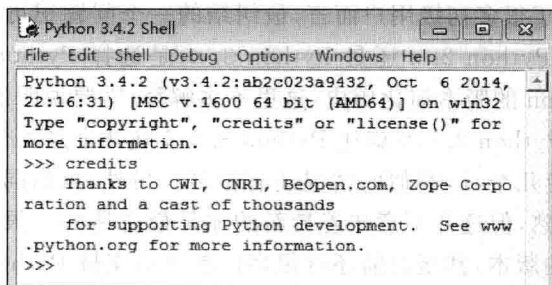 Python 3.4.2 Shell
File Edit Shell Debug Options Windows Help
Python 3.4.2 (v3.4.2:ab2c023a9432, Oct  6 2014,
22:16:31) [MSC v.1600 64 bit (AMD64)] on win32
Type "copyright", "credits" or "license()" for
more information.
>>> credits
    Thanks to CWI, CNRI, BeOpen.com, Zope Corpo
ration and a cast of thousands
    for supporting Python development.  See www
.python.org for more information.
>>>